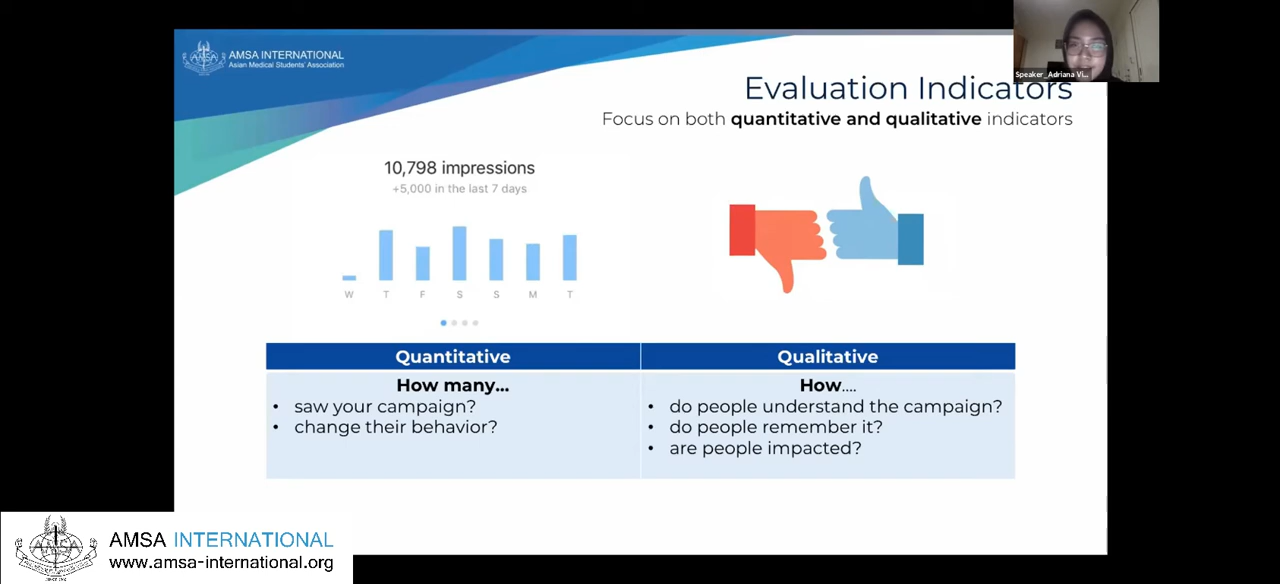 AMSA INTERNATIONAL
Asian Medical Students' Association
Speaker_Adriana Vi...
Evaluation Indicators
Focus on both quantitative and qualitative indicators
10,798 impressions
+5,000 in the last 7 days
W T F S S M T
Quantitative
How many...
• saw your campaign?
• change their behavior?
Qualitative
How....
• do people understand the campaign?
• do people remember it?
• are people impacted?
AMSA INTERNATIONAL
www.amsa-international.org